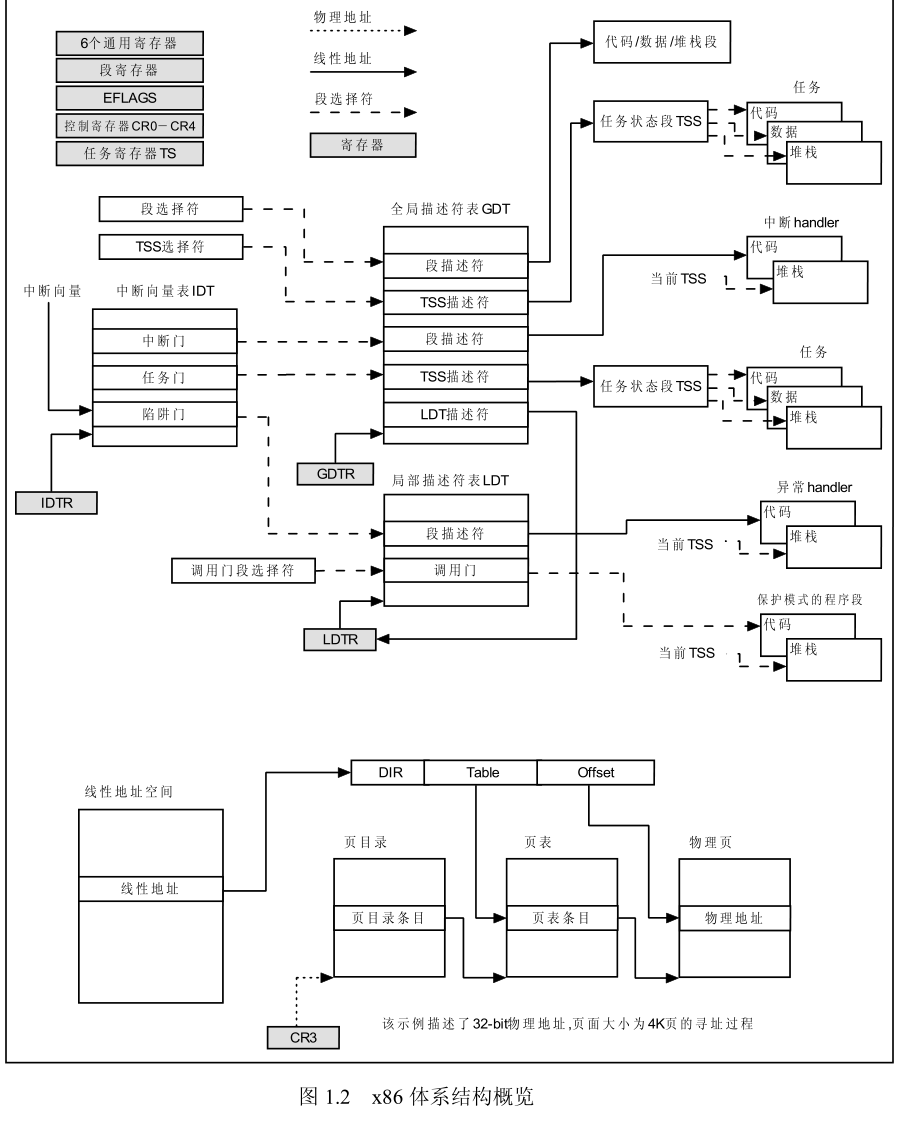 6个通用寄存器
段寄存器
EFLAGS
控制寄存器CR0－CR4
任务寄存器TS
物理地址
线性地址
段选择符
寄存器
代码/数据/堆栈段
任务
任务状态段TSS
代码
数据
堆栈
段选择符
TSS选择符
全局描述符表GDT
段描述符
TSS描述符
段描述符
TSS描述符
LDT描述符
GDTR
中断handler
代码
堆栈
当前TSS
中断向量
中断向量表IDT
中断门
任务门
陷阱门
IDTR
任务
任务状态段TSS
代码
数据
堆栈
局部描述符表LDT
段描述符
调用门
调用门段选择符
LDTR
异常handler
代码
堆栈
当前TSS
保护模式的程序段
代码
堆栈
当前TSS
DIR
Table
Offset
线性地址空间
线性地址
页目录
页目录条目
页表
页表条目
物理页
物理地址
CR3
该示例描述了32-bit物理地址,页面大小为4K页的寻址过程
图 1.2 x86 体系结构概览